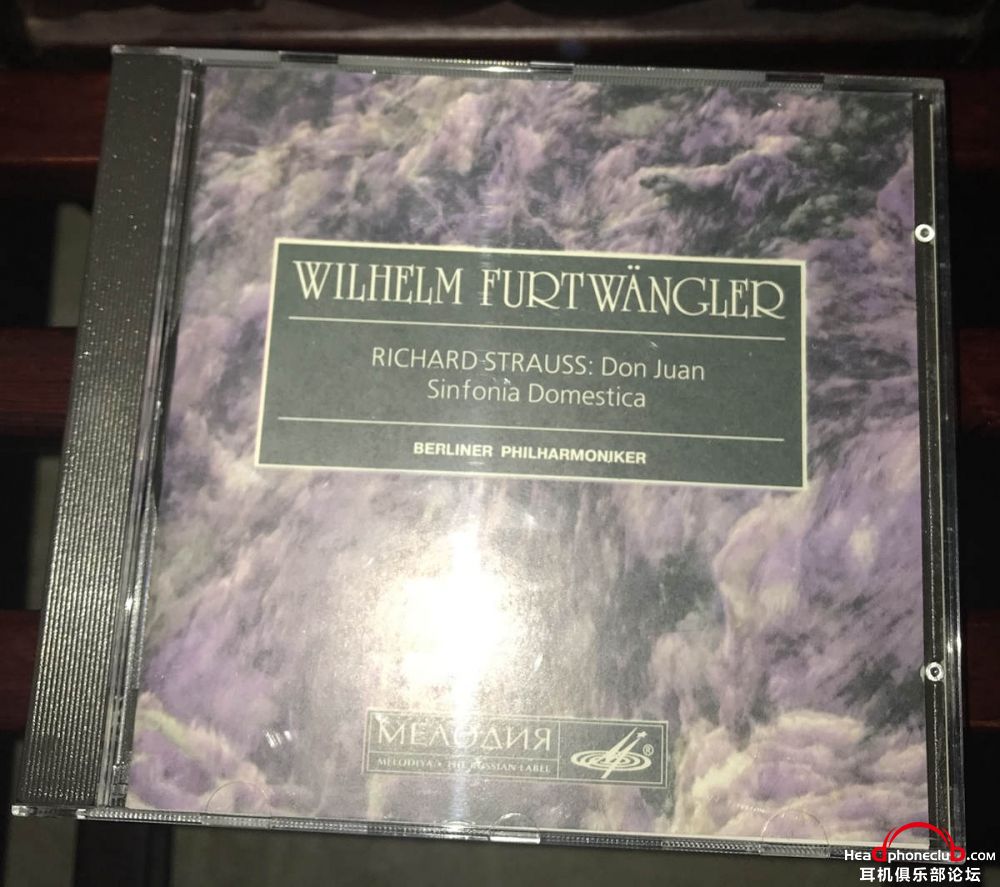 WILHELM FURTWÄNGLER
RICHARD STRAUSS: Don Juan
Sinfonia Domestica
BERLINER PHILHARMONIKER
МЕЛОДИЯ
MELODIYA • THE RUSSIAN LABEL
®
Headphoneclub.com
耳机俱乐部论坛